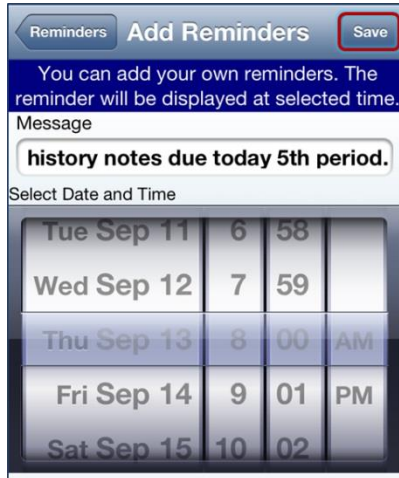 Reminders Add Reminders Save
You can add your own reminders. The
reminder will be displayed at selected time.
Message
history notes due today 5th period.
Select Date and Time
Tue Sep 11 6 58
Wed Sep 12 7 59
Thu Sep 13 8 00 AM
Fri Sep 14 9 01 PM
Sat Sep 15 10 02